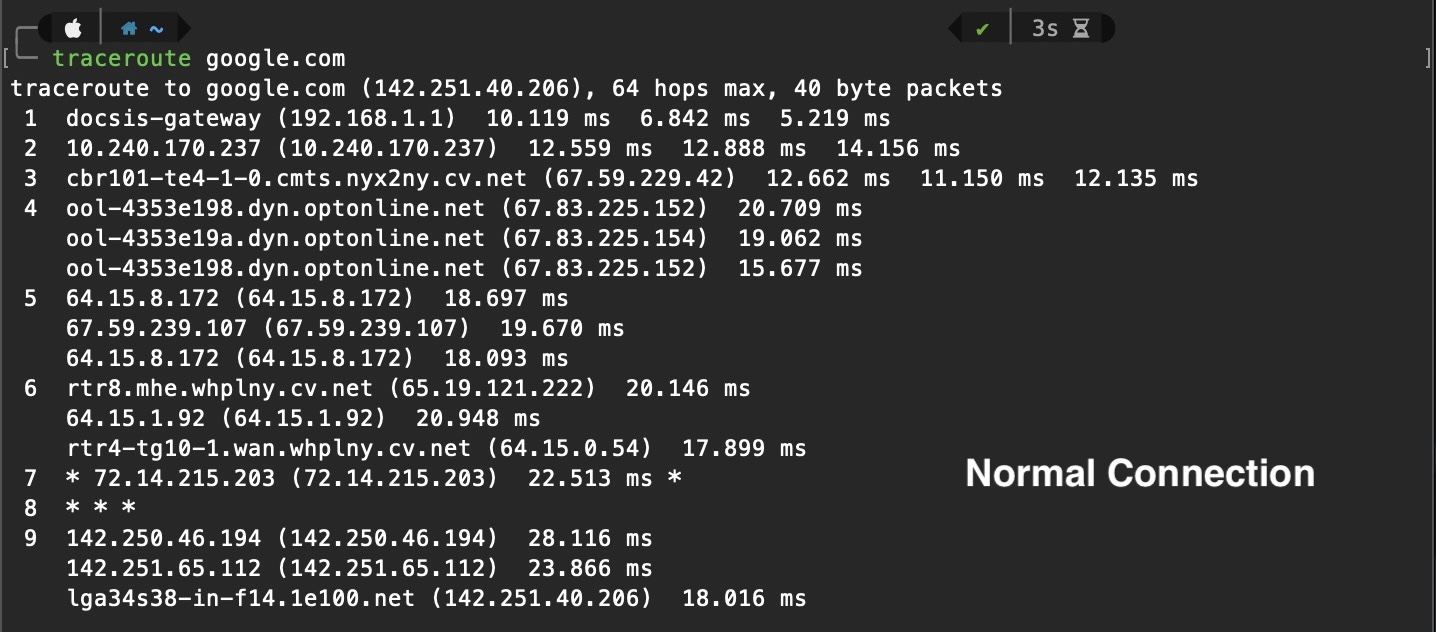 ~ ✔ 3s
traceroute google.com
traceroute to google.com (142.251.40.206), 64 hops max, 40 byte packets
1 docsis-gateway (192.168.1.1) 10.119 ms 6.842 ms 5.219 ms
2 10.240.170.237 (10.240.170.237) 12.559 ms 12.888 ms 14.156 ms
3 cbr101-te4-1-0.cmts.nyx2ny.cv.net (67.59.229.42) 12.662 ms 11.150 ms 12.135 ms
4 ool-4353e198.dyn.optonline.net (67.83.225.152) 20.709 ms
ool-4353e19a.dyn.optonline.net (67.83.225.154) 19.062 ms
ool-4353e198.dyn.optonline.net (67.83.225.152) 15.677 ms
5 64.15.8.172 (64.15.8.172) 18.697 ms
67.59.239.107 (67.59.239.107) 19.670 ms
64.15.8.172 (64.15.8.172) 18.093 ms
6 rtr8.mhe.whplny.cv.net (65.19.121.222) 20.146 ms
64.15.1.92 (64.15.1.92) 20.948 ms
rtr4-tg10-1.wan.whplny.cv.net (64.15.0.54) 17.899 ms
7 * 72.14.215.203 (72.14.215.203) 22.513 ms *
8 * * *
9 142.250.46.194 (142.250.46.194) 28.116 ms
142.251.65.112 (142.251.65.112) 23.866 ms
lga34s38-in-f14.1e100.net (142.251.40.206) 18.016 ms
Normal Connection